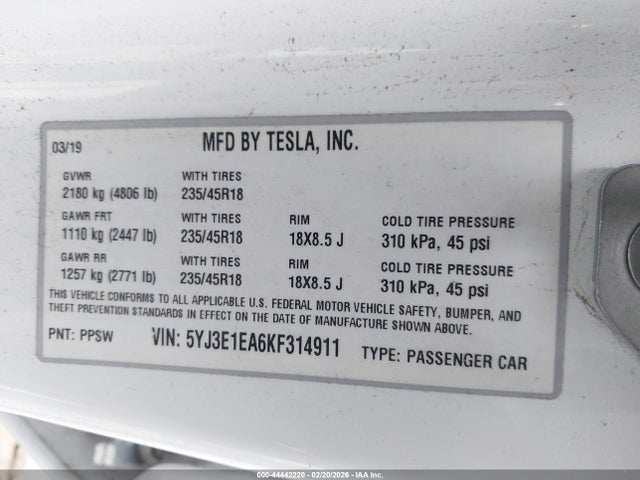 03/19 MFD BY TESLA, INC.
GVWR WITH TIRES
2180 kg (4806 lb) 235/45R18
GAWR FRT WITH TIRES RIM COLD TIRE PRESSURE
1110 kg (2447 lb) 235/45R18 18X8.5 J 310 kPa, 45 psi
GAWR RR WITH TIRES RIM COLD TIRE PRESSURE
1257 kg (2771 lb) 235/45R18 18X8.5 J 310 kPa, 45 psi
THIS VEHICLE CONFORMS TO ALL APPLICABLE U.S. FEDERAL MOTOR VEHICLE SAFETY, BUMPER, AND
THEFT PREVENTION STANDARDS IN EFFECT ON THE DATE OF MANUFACTURE SHOWN ABOVE.
PNT: PPSW VIN: 5YJ3E1EA6KF314911 TYPE: PASSENGER CAR
000-44442220 - 02/20/2026 - IAAI.COM